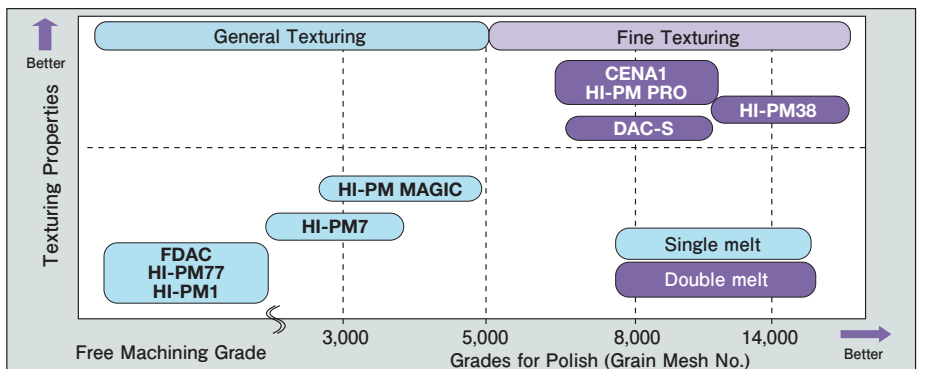 Better
Texturing Properties
General Texturing
Fine Texturing
CENA1
HI-PM PRO
HI-PM38
DAC-S
HI-PM MAGIC
HI-PM7
FDAC
HI-PM77
HI-PM1
Single melt
Double melt
3,000
5,000
8,000
14,000
Free Machining Grade
Grades for Polish (Grain Mesh No.)
Better